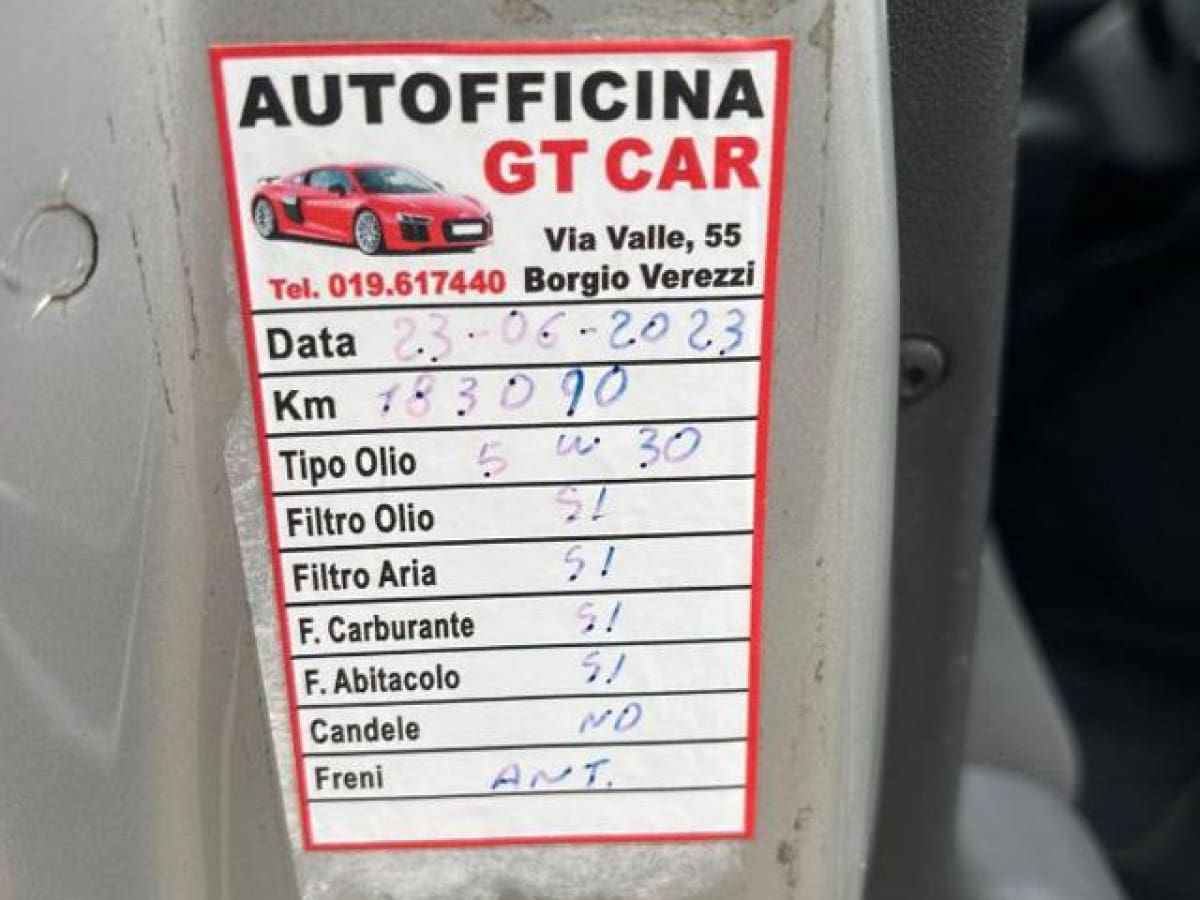 AUTOFFICINA
GT CAR
Via Valle, 55
Tel. 019.617440 Borgio Verezzi
Data 23-06-2023
Km 183090
Tipo Olio 5 w 30
Filtro Olio SI
Filtro Aria SI
F. Carburante SI
F. Abitacolo SI
Candele NO
Freni ANT.